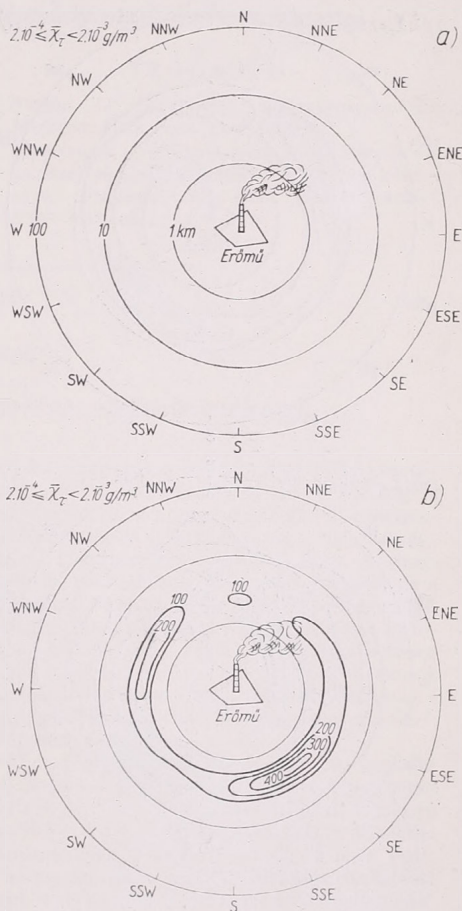 2.10⁻⁴ ≤ χ̄τ < 2.10⁻³ g/m³
a)
N
NNW
NW
NE
WNW
ENE
W 100 10 1 km
E
Erőmű
WSW
ESE
SW
SE
SSW
SSE
S
2.10⁻⁴ ≤ χ̄τ < 2.10⁻³ g/m³
b)
N
NNW
NNE
NW
NE
100
100
WNW
ENE
200
W
E
Erőmű
200
300
400
WSW
ESE
SW
SE
SSW
SSE
S